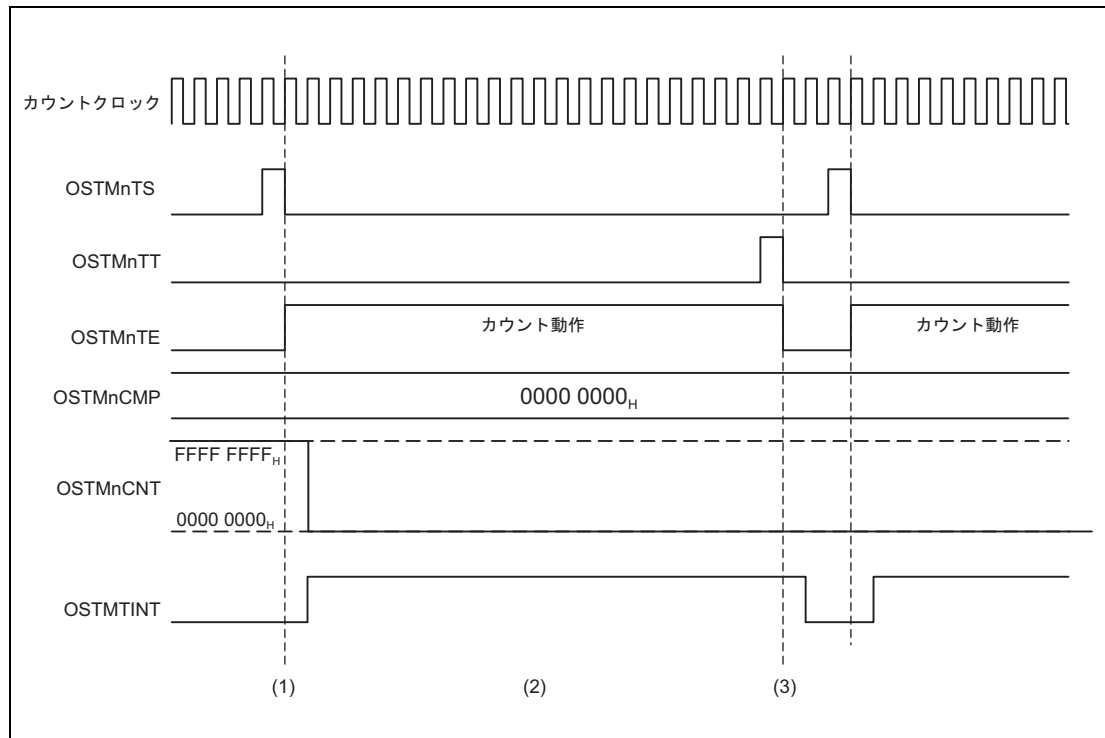 カウントクロック
OSTMnTS
OSTMnTT
OSTMnTE
カウント動作
カウント動作
OSTMnCMP
0000 0000H
FFFF FFFFH
OSTMnCNT
0000 0000H
OSTMTINT
(1)
(2)
(3)